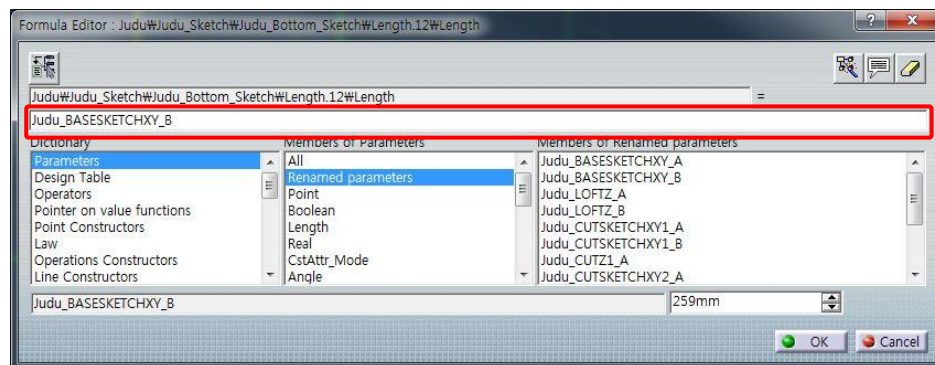 Formula Editor : Judu₩Judu_Sketch₩Judu_Bottom_Sketch₩Length.12₩Length
Judu₩Judu_Sketch₩Judu_Bottom_Sketch₩Length.12₩Length =
Judu_BASESKETCHXY_B
Dictionary Members of Parameters Members of Renamed parameters
Parameters All Judu_BASESKETCHXY_A
Design Table Renamed parameters Judu_BASESKETCHXY_B
Operators Point Judu_LOFTZ_A
Pointer on value functions Boolean Judu_LOFTZ_B
Point Constructors Length Judu_CUTSKETCHXY1_A
Law Real Judu_CUTSKETCHXY1_B
Operations Constructors CstAttr_Mode Judu_CUTZ1_A
Line Constructors Angle Judu_CUTSKETCHXY2_A
Judu_BASESKETCHXY_B 259mm
OK Cancel